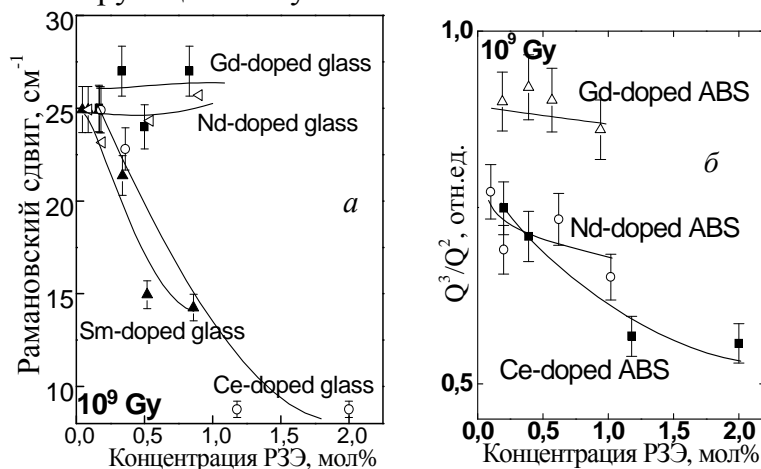 30
25
20
15
10
Рамановский сдвиг, см⁻¹
Gd-doped glass
Nd-doped glass
а
Sm-doped glass
Ce-doped glass
10⁹ Gy
0,0 0,5 1,0 1,5 2,0
Концентрация РЗЭ, мол%
1,0
0,5
Q³/Q², отн.ед.
10⁹ Gy
Gd-doped ABS
б
Nd-doped ABS
Ce-doped ABS
0,0 0,5 1,0 1,5 2,0
Концентрация РЗЭ, мол%